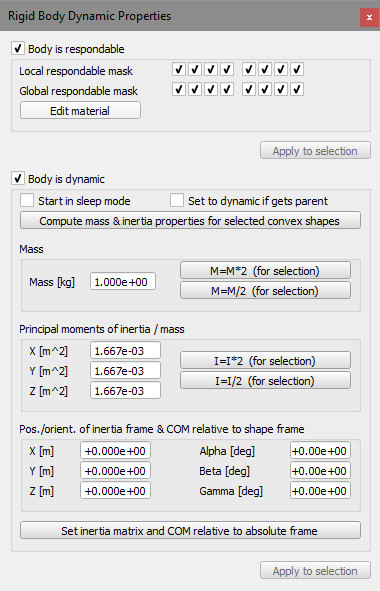 Rigid Body Dynamic Properties x
Body is respondable
Local respondable mask
Global respondable mask
Edit material
Apply to selection
Body is dynamic
Start in sleep mode Set to dynamic if gets parent
Compute mass & inertia properties for selected convex shapes
Mass
Mass [kg] 1.000e+00 M=M*2 (for selection)
M=M/2 (for selection)
Principal moments of inertia / mass
X [m^2] 1.667e-03
Y [m^2] 1.667e-03
Z [m^2] 1.667e-03
I=I*2 (for selection)
I=I/2 (for selection)
Pos./orient. of inertia frame & COM relative to shape frame
X [m] +0.000e+00 Alpha [deg] +0.00e+00
Y [m] +0.000e+00 Beta [deg] +0.00e+00
Z [m] +0.000e+00 Gamma [deg] +0.00e+00
Set inertia matrix and COM relative to absolute frame
Apply to selection